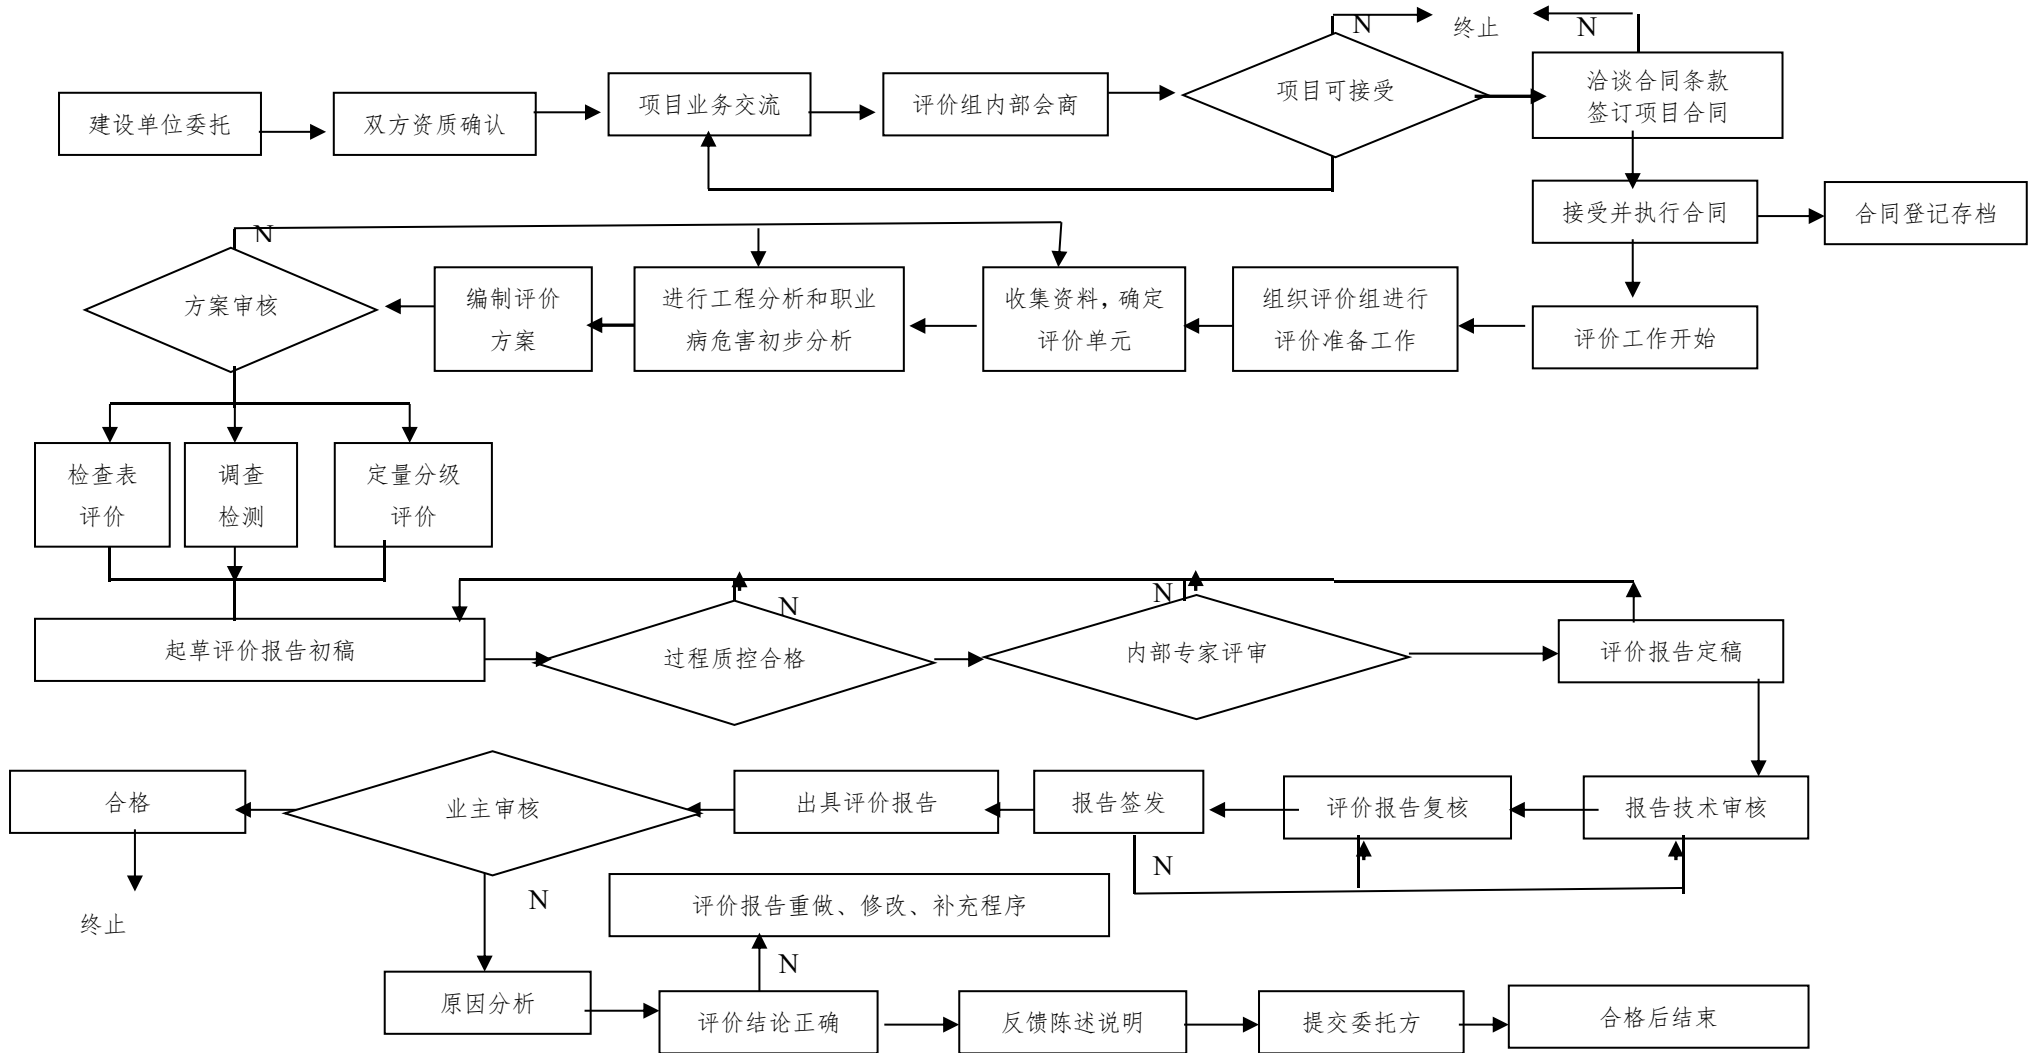 N
终止
N
建设单位委托
双方资质确认
项目业务交流
评价组内部会商
项目可接受
洽谈合同条款
签订项目合同
接受并执行合同
合同登记存档
N
方案审核
编制评价
方案
进行工程分析和职业
病危害初步分析
收集资料，确定
评价单元
组织评价组进行
评价准备工作
评价工作开始
检查表
评价
调查
检测
定量分级
评价
N
N
起草评价报告初稿
过程质控合格
内部专家评审
评价报告定稿
合格
业主审核
出具评价报告
报告签发
评价报告复核
报告技术审核
N
N
评价报告重做、修改、补充程序
终止
N
原因分析
评价结论正确
反馈陈述说明
提交委托方
合格后结束